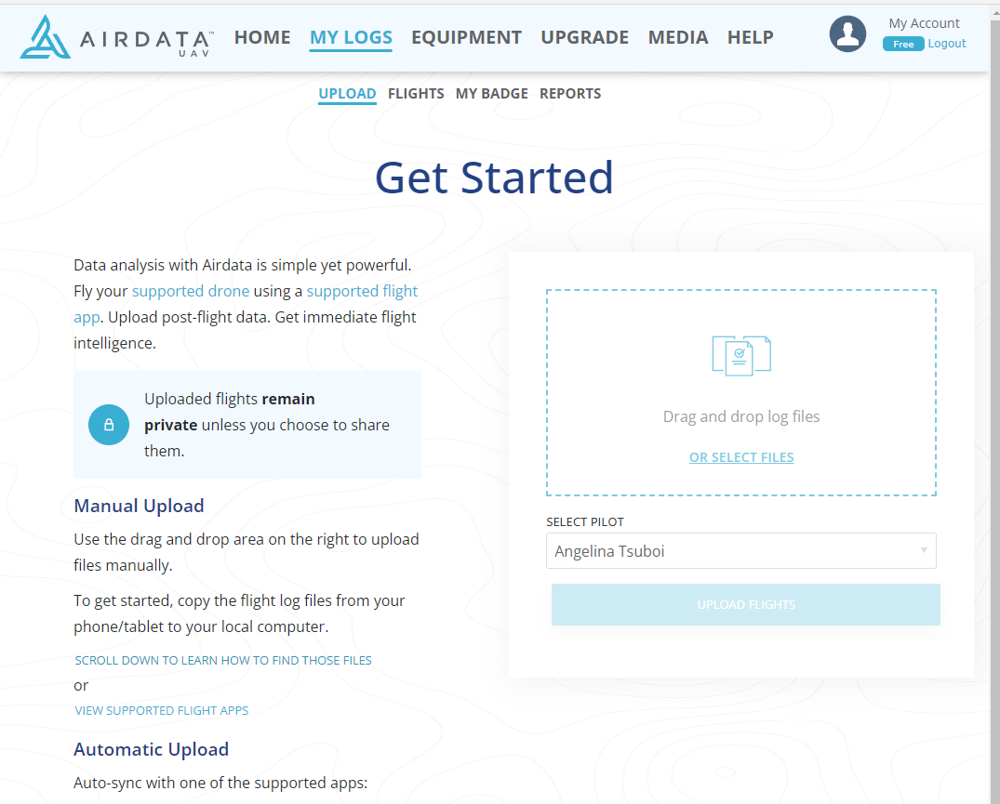 AIRDATA™
UAV
HOME MY LOGS EQUIPMENT UPGRADE MEDIA HELP
My Account
Free Logout
UPLOAD FLIGHTS MY BADGE REPORTS
Get Started
Data analysis with Airdata is simple yet powerful.
Fly your supported drone using a supported flight
app. Upload post-flight data. Get immediate flight
intelligence.
Uploaded flights remain
private unless you choose to share
them.
Manual Upload
Use the drag and drop area on the right to upload
files manually.
To get started, copy the flight log files from your
phone/tablet to your local computer.
SCROLL DOWN TO LEARN HOW TO FIND THOSE FILES
or
VIEW SUPPORTED FLIGHT APPS
Automatic Upload
Auto-sync with one of the supported apps:
Drag and drop log files
OR SELECT FILES
SELECT PILOT
Angelina Tsuboi
UPLOAD FLIGHTS